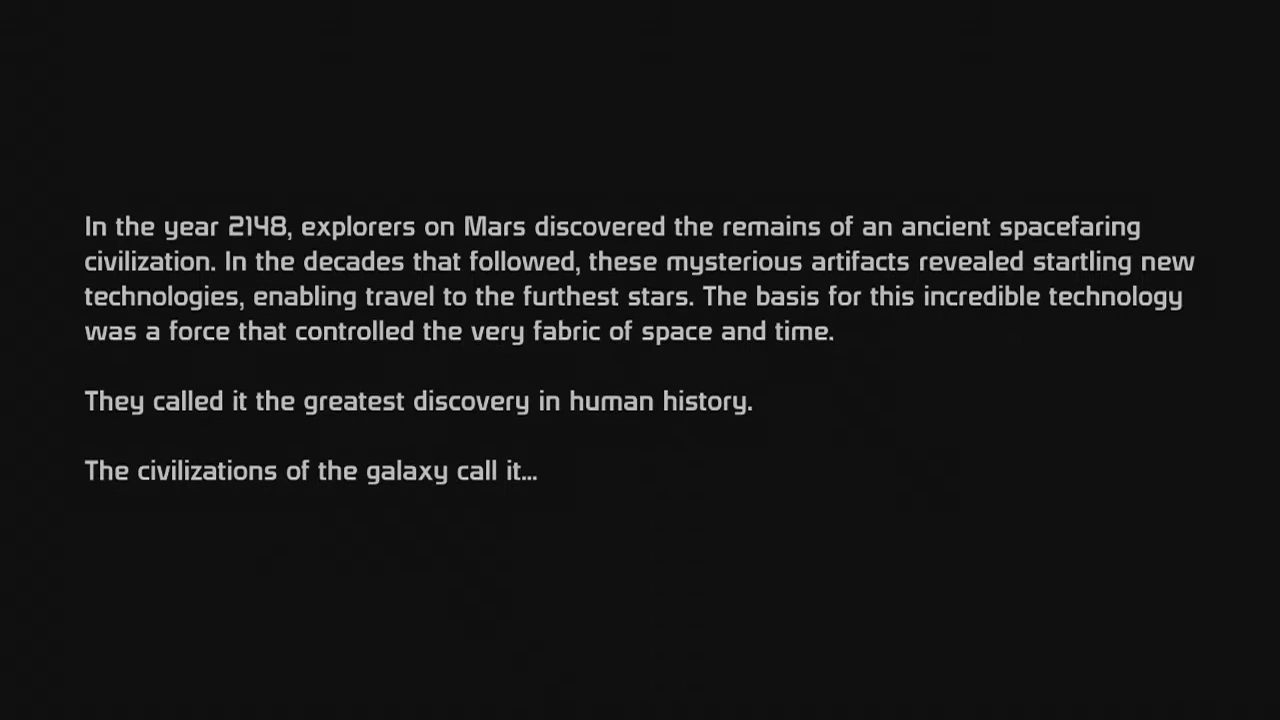 In the year 2148, explorers on Mars discovered the remains of an ancient spacefaring
civilization. In the decades that followed, these mysterious artifacts revealed startling new
technologies, enabling travel to the furthest stars. The basis for this incredible technology
was a force that controlled the very fabric of space and time.
They called it the greatest discovery in human history.
The civilizations of the galaxy call it...